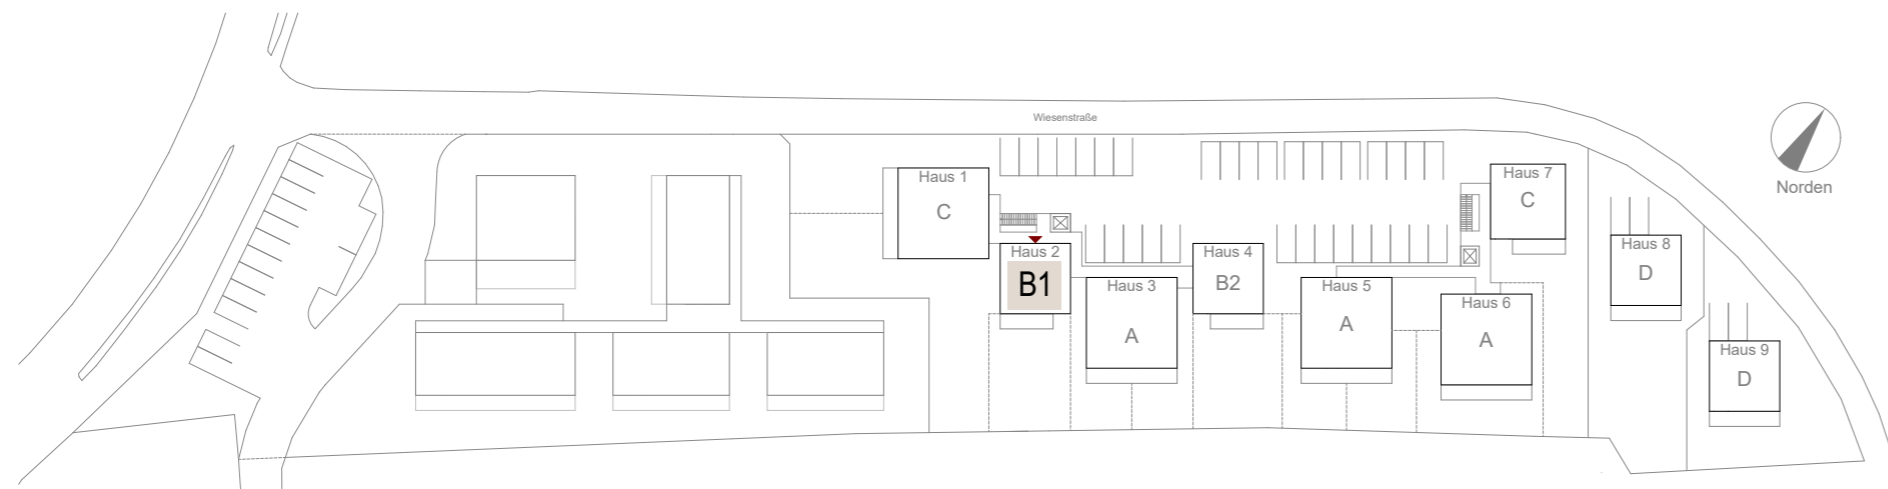 Wiesenstraße
Norden
Haus 1
C
Haus 2
B1
Haus 3
A
Haus 4
B2
Haus 5
A
Haus 6
A
Haus 7
C
Haus 8
D
Haus 9
D